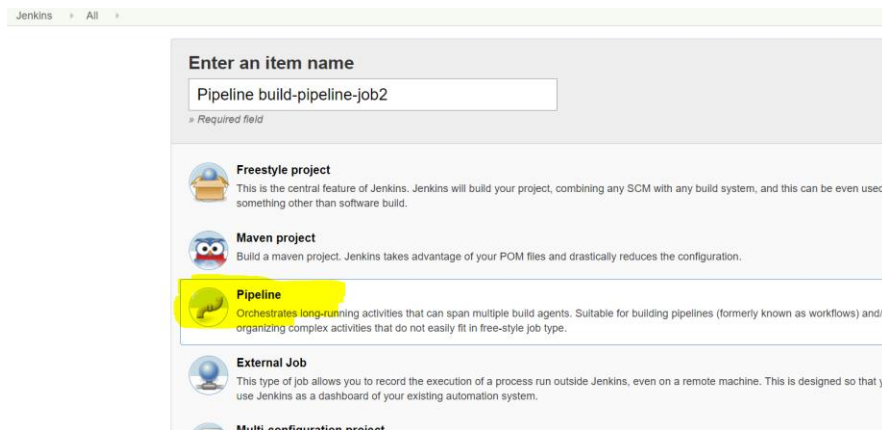 Jenkins All
Enter an item name
Pipeline build-pipeline-job2
» Required field
Freestyle project
This is the central feature of Jenkins. Jenkins will build your project, combining any SCM with any build system, and this can be even used
something other than software build.
Maven project
Build a maven project. Jenkins takes advantage of your POM files and drastically reduces the configuration.
Pipeline
Orchestrates long-running activities that can span multiple build agents. Suitable for building pipelines (formerly known as workflows) and/
organizing complex activities that do not easily fit in free-style job type.
External Job
This type of job allows you to record the execution of a process run outside Jenkins, even on a remote machine. This is designed so that
use Jenkins as a dashboard of your existing automation system.
Multi-configuration project